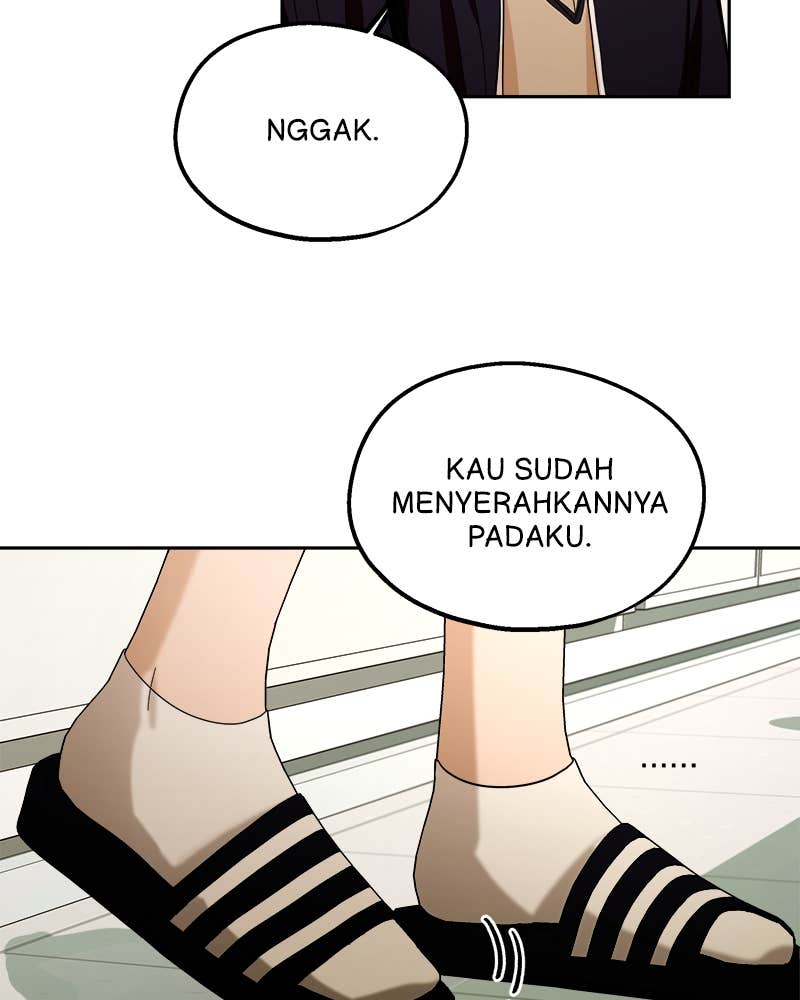 NGGAK.
KAU SUDAH
MENYERAHKANNYA
PADAKU.
......